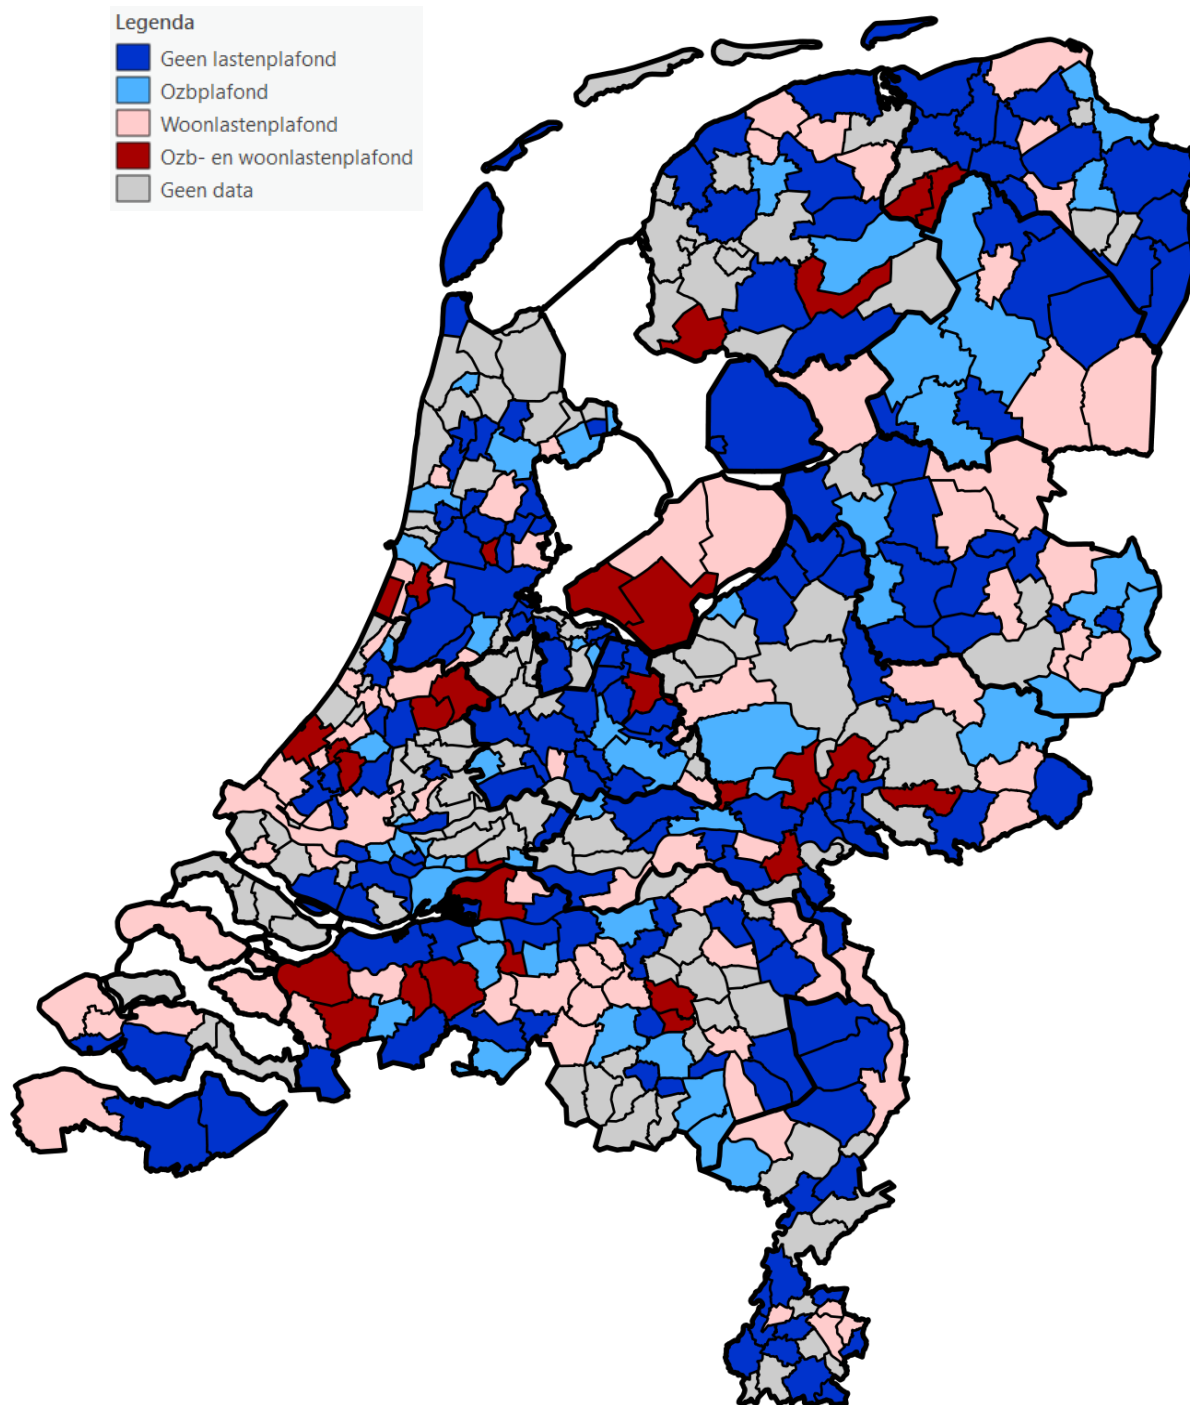 Legenda
Geen lastenplafond
Ozbplafond
Woonlastenplafond
Ozb- en woonlastenplafond
Geen data